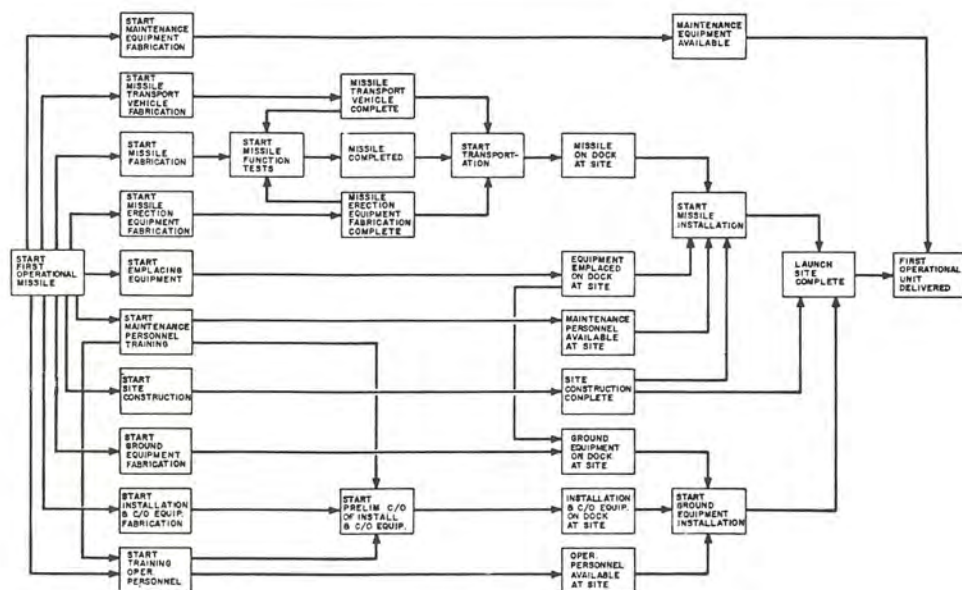 START
MAINTENANCE
EQUIPMENT
FABRICATION
MAINTENANCE
EQUIPMENT
AVAILABLE
START
MISSILE
TRANSPORT
VEHICLE
FABRICATION
MISSILE
TRANSPORT
VEHICLE
COMPLETE
START
MISSILE
FABRICATION
START
MISSILE
FUNCTION
TESTS
MISSILE
COMPLETED
START
TRANSPORT-
ATION
MISSILE
ON DOCK
AT SITE
START
MISSILE
ERECTION
EQUIPMENT
FABRICATION
MISSILE
ERECTION
EQUIPMENT
FABRICATION
COMPLETE
START
MISSILE
INSTALLATION
START
FIRST
OPERATIONAL
MISSILE
START
EMPLACING
EQUIPMENT
EQUIPMENT
EMPLACED
ON DOCK
AT SITE
LAUNCH
SITE
COMPLETE
FIRST
OPERATIONAL
UNIT
DELIVERED
START
MAINTENANCE
PERSONNEL
TRAINING
MAINTENANCE
PERSONNEL
AVAILABLE
AT SITE
START
SITE
CONSTRUCTION
SITE
CONSTRUCTION
COMPLETE
START
GROUND
EQUIPMENT
FABRICATION
GROUND
EQUIPMENT
ON DOCK
AT SITE
START
INSTALLATION
& C/O EQUIP.
FABRICATION
START
PRELIM C/O
OF INSTALL
& C/O EQUIP.
INSTALLATION
& C/O EQUIP.
ON DOCK
AT SITE
START
GROUND
EQUIPMENT
INSTALLATION
START
TRAINING
OPER.
PERSONNEL
OPER.
PERSONNEL
AVAILABLE
AT SITE